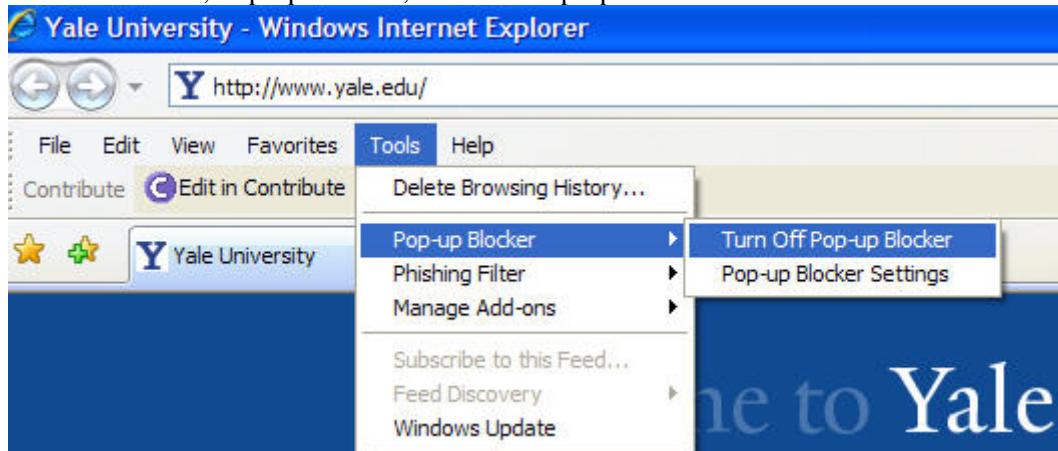 Yale University - Windows Internet Explorer
Y http://www.yale.edu/
File Edit View Favorites Tools Help
Contribute Edit in Contribute
Delete Browsing History...
Pop-up Blocker
Turn Off Pop-up Blocker
Y Yale University
Phishing Filter
Pop-up Blocker Settings
Manage Add-ons
Subscribe to this Feed...
Feed Discovery
to Yale
Windows Update